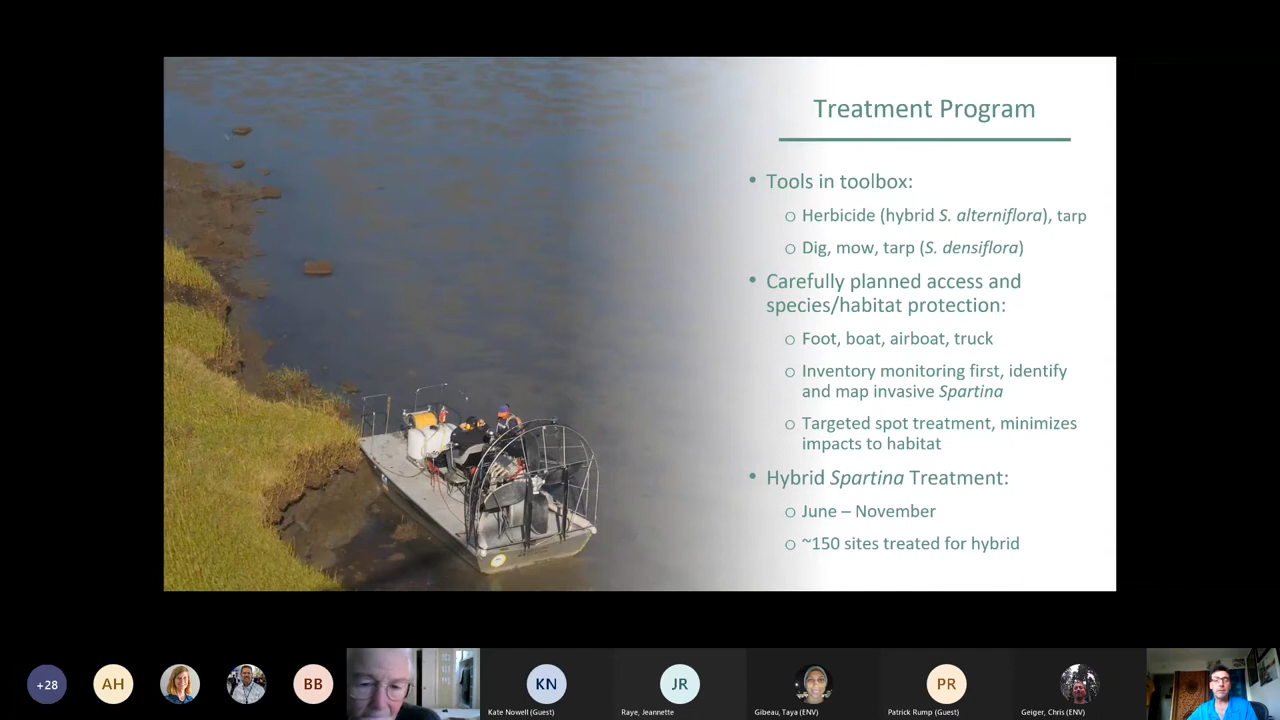 Treatment Program
• Tools in toolbox:
o Herbicide (hybrid S. alterniflora), tarp
o Dig, mow, tarp (S. densiflora)
• Carefully planned access and
species/habitat protection:
o Foot, boat, airboat, truck
o Inventory monitoring first, identify
and map invasive Spartina
o Targeted spot treatment, minimizes
impacts to habitat
• Hybrid Spartina Treatment:
o June – November
o ~150 sites treated for hybrid
+28
AH
BB
KN
JR
PR
Kate Nowell (Guest)
Raye, Jeannette
Gibeau, Taya (ENV)
Patrick Rump (Guest)
Geiger, Chris (ENV)